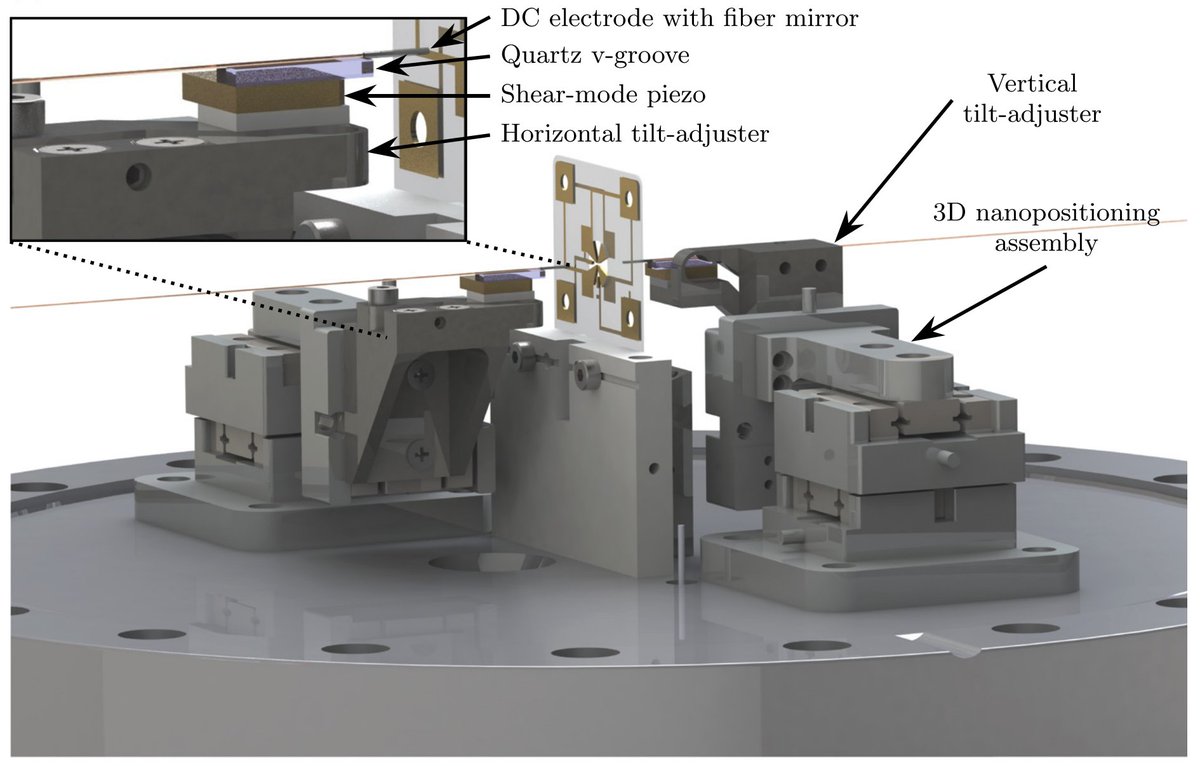 DC electrode with fiber mirror
Quartz v-groove
Shear-mode piezo
Horizontal tilt-adjuster
Vertical
tilt-adjuster
3D nanopositioning
assembly